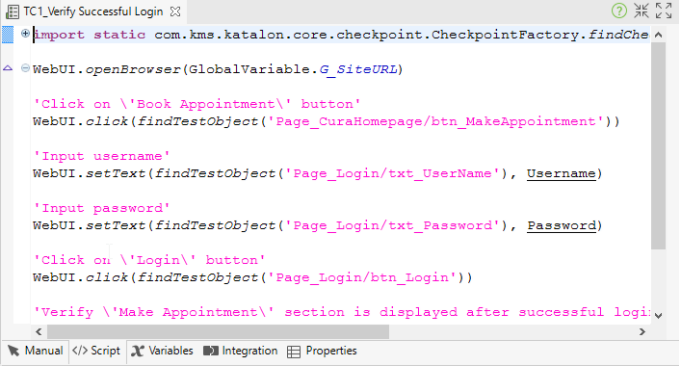 TC1_Verify Successful Login
import static com.kms.katalon.core.checkpoint.CheckpointFactory.findChe
WebUI.openBrowser(GlobalVariable.G_SiteURL)
'Click on \'Book Appointment\' button'
WebUI.click(findTestObject('Page_CuraHomepage/btn_MakeAppointment'))
'Input username'
WebUI.setText(findTestObject('Page_Login/txt_UserName'), Username)
'Input password'
WebUI.setText(findTestObject('Page_Login/txt_Password'), Password)
'Click on \'Login\' button'
WebUI.click(findTestObject('Page_Login/btn_Login'))
'Verify \'Make Appointment\' section is displayed after successful logi
Manual </> Script Variables Integration Properties